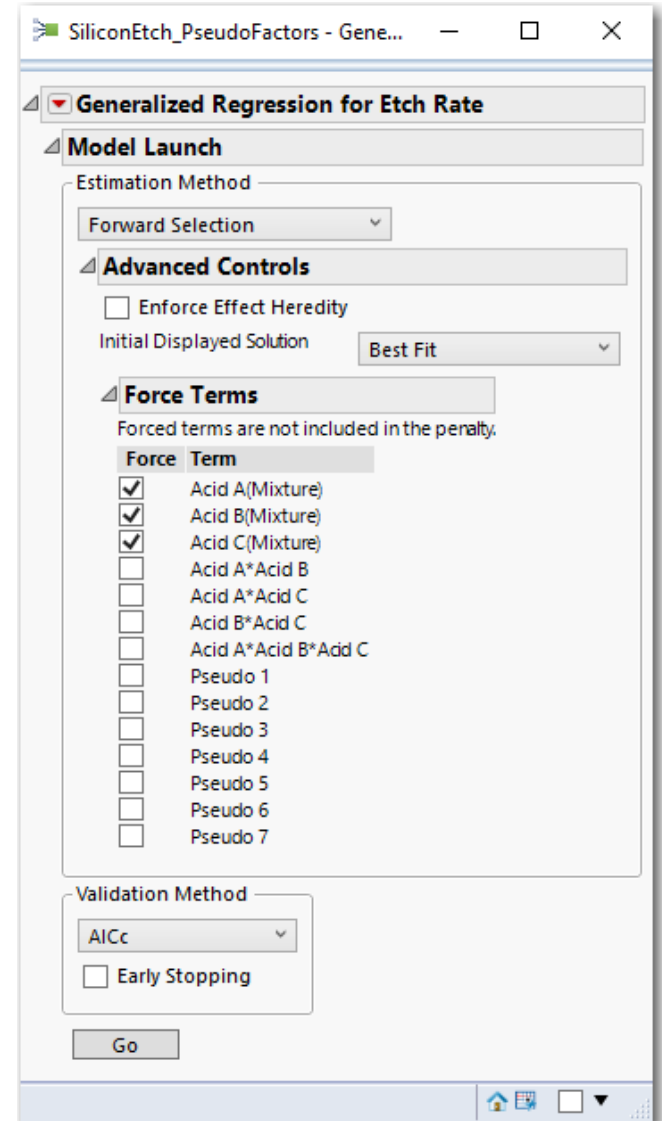 SiliconEtch_PseudoFactors - Gene...
Generalized Regression for Etch Rate
Model Launch
Estimation Method
Forward Selection
Advanced Controls
Enforce Effect Heredity
Initial Displayed Solution Best Fit
Force Terms
Forced terms are not included in the penalty.
Force Term
Acid A(Mixture)
Acid B(Mixture)
Acid C(Mixture)
Acid A*Acid B
Acid A*Acid C
Acid B*Acid C
Acid A*Acid B*Acid C
Pseudo 1
Pseudo 2
Pseudo 3
Pseudo 4
Pseudo 5
Pseudo 6
Pseudo 7
Validation Method
AICc
Early Stopping
Go